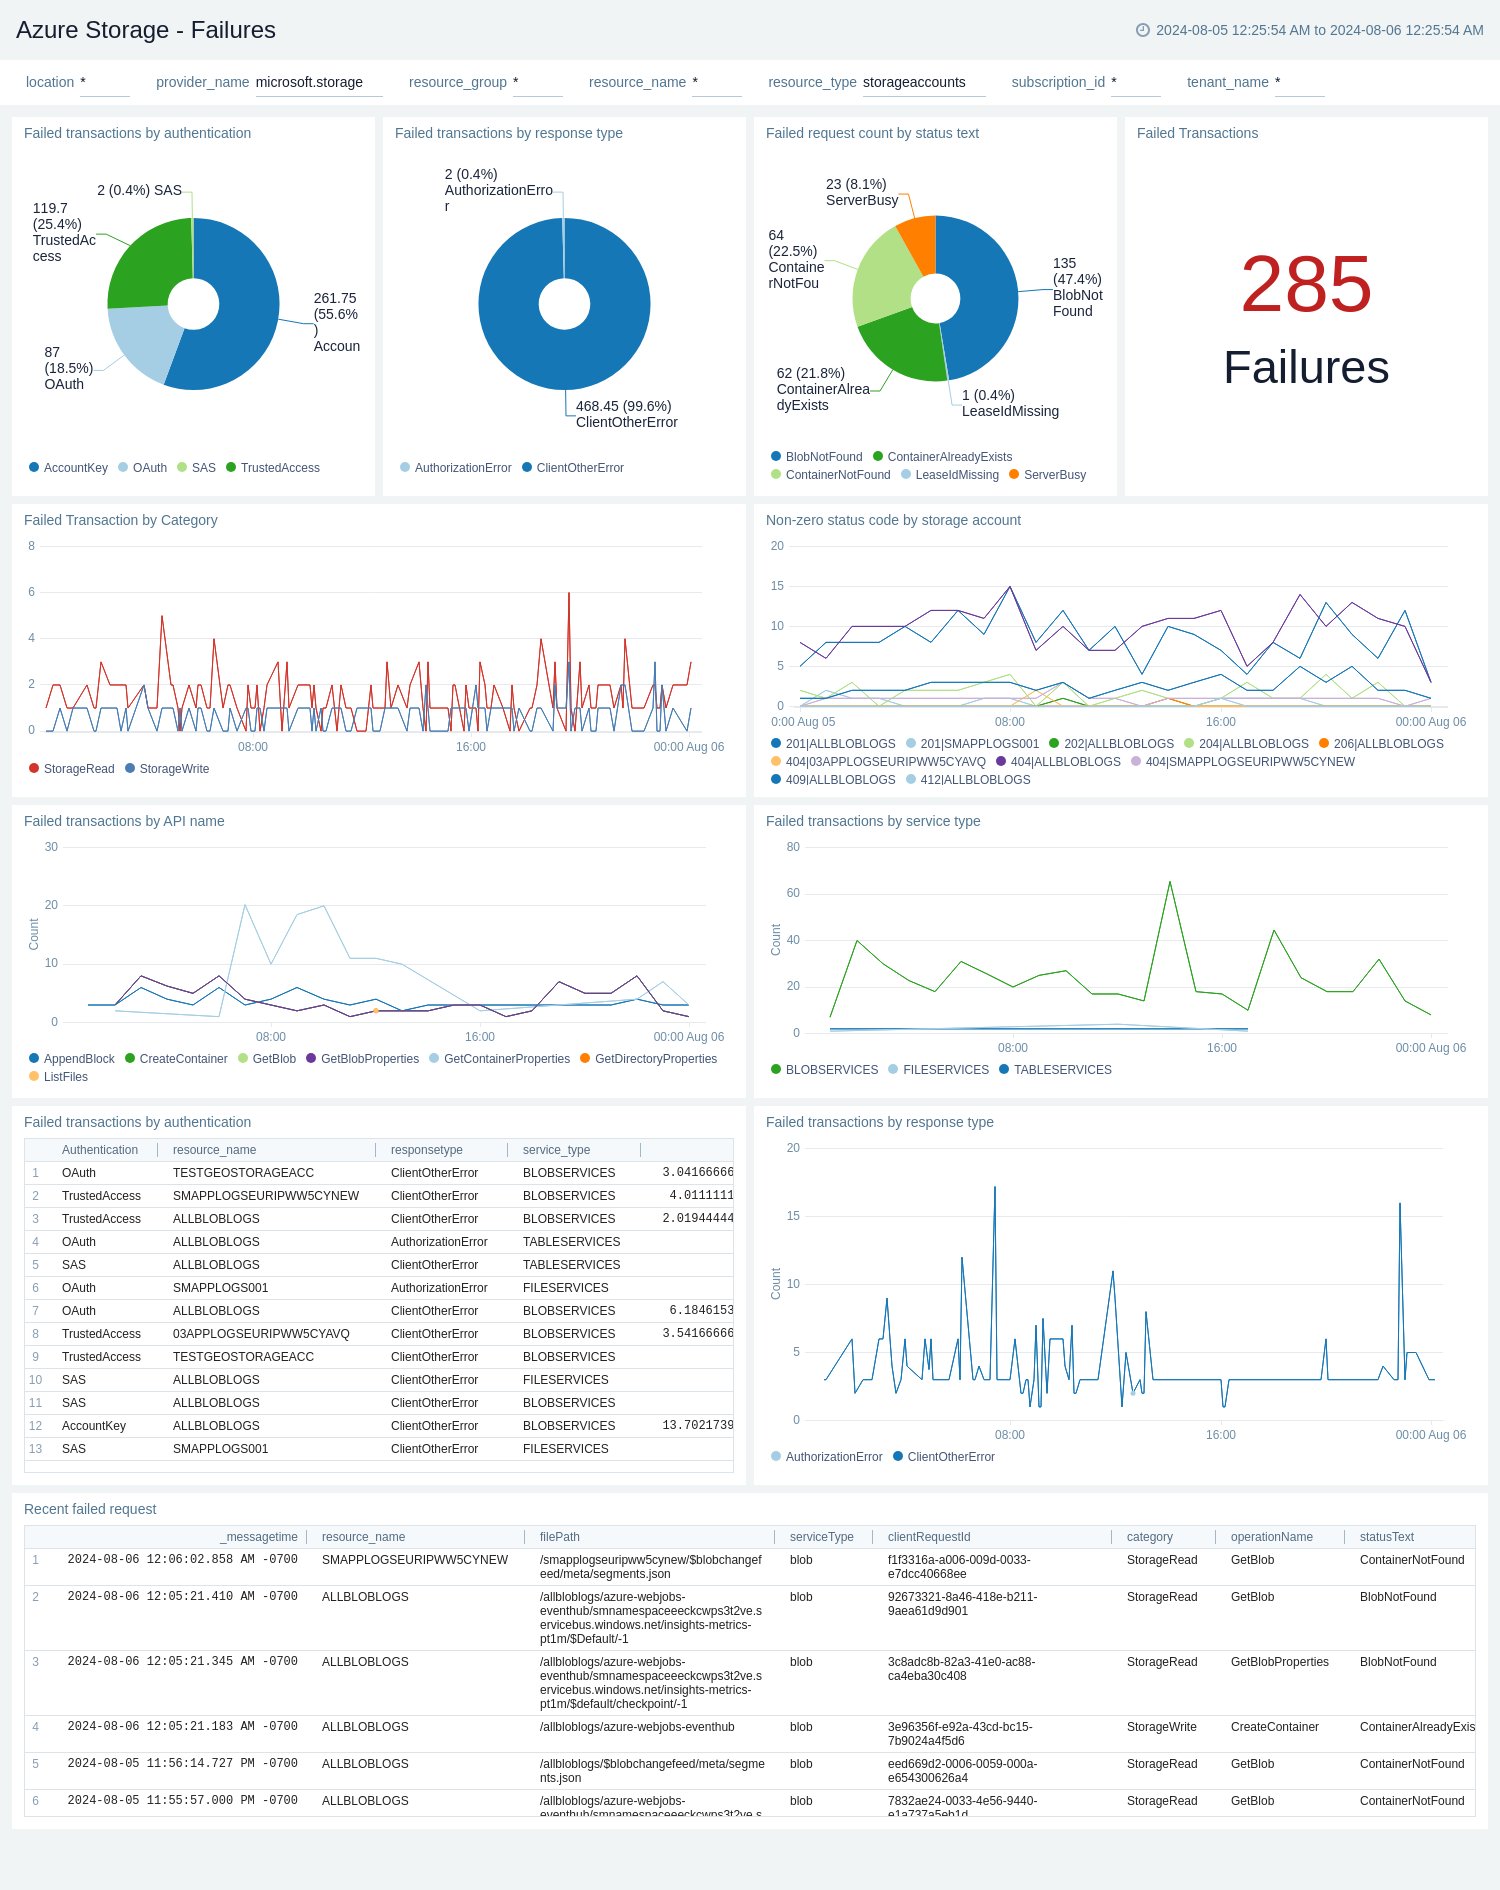 Azure Storage - Failures
2024-08-05 12:25:54 AM to 2024-08-06 12:25:54 AM
location * provider_name microsoft.storage resource_group * resource_name * resource_type storageaccounts subscription_id * tenant_name *
Failed transactions by authentication
2 (0.4%) SAS
119.7
(25.4%)
TrustedAc
cess
261.75
(55.6%
)
Accoun
87
(18.5%)
OAuth
AccountKey OAuth SAS TrustedAccess
Failed transactions by response type
2 (0.4%)
AuthorizationErro
r
468.45 (99.6%)
ClientOtherError
AuthorizationError ClientOtherError
Failed request count by status text
23 (8.1%)
ServerBusy
64
(22.5%)
Containe
rNotFou
135
(47.4%)
BlobNot
Found
62 (21.8%)
ContainerAlrea
dyExists
1 (0.4%)
LeaseIdMissing
BlobNotFound ContainerAlreadyExists
ContainerNotFound LeaseIdMissing ServerBusy
Failed Transactions
285
Failures
Failed Transaction by Category
8
6
4
2
0
08:00 16:00 00:00 Aug 06
StorageRead StorageWrite
Non-zero status code by storage account
20
15
10
5
0
0:00 Aug 05 08:00 16:00 00:00 Aug 06
201|ALLBLOBLOGS 201|SMAPPLOGS001 202|ALLBLOBLOGS 204|ALLBLOBLOGS 206|ALLBLOBLOGS
404|03APPLOGSEURIPWW5CYAVQ 404|ALLBLOBLOGS 404|SMAPPLOGSEURIPWW5CYNEW
409|ALLBLOBLOGS 412|ALLBLOBLOGS
Failed transactions by API name
Count
30
20
10
0
08:00 16:00 00:00 Aug 06
AppendBlock CreateContainer GetBlob GetBlobProperties GetContainerProperties GetDirectoryProperties
ListFiles
Failed transactions by service type
Count
80
60
40
20
0
08:00 16:00 00:00 Aug 06
BLOBSERVICES FILESERVICES TABLESERVICES
Failed transactions by authentication
Authentication resource_name responsetype service_type
1 OAuth TESTGEOSTORAGEACC ClientOtherError BLOBSERVICES 3.04166666
2 TrustedAccess SMAPPLOGSEURIPWW5CYNEW ClientOtherError BLOBSERVICES 4.0111111
3 TrustedAccess ALLBLOBLOGS ClientOtherError BLOBSERVICES 2.01944444
4 OAuth ALLBLOBLOGS AuthorizationError TABLESERVICES
5 SAS ALLBLOBLOGS ClientOtherError TABLESERVICES
6 OAuth SMAPPLOGS001 AuthorizationError FILESERVICES
7 OAuth ALLBLOBLOGS ClientOtherError BLOBSERVICES 6.1846153
8 TrustedAccess 03APPLOGSEURIPWW5CYAVQ ClientOtherError BLOBSERVICES 3.54166666
9 TrustedAccess TESTGEOSTORAGEACC ClientOtherError BLOBSERVICES
10 SAS ALLBLOBLOGS ClientOtherError FILESERVICES
11 SAS ALLBLOBLOGS ClientOtherError BLOBSERVICES
12 AccountKey ALLBLOBLOGS ClientOtherError BLOBSERVICES 13.7021739
13 SAS SMAPPLOGS001 ClientOtherError FILESERVICES
Failed transactions by response type
Count
20
15
10
5
0
08:00 16:00 00:00 Aug 06
AuthorizationError ClientOtherError
Recent failed request
_messagetime resource_name filePath serviceType clientRequestId category operationName statusText
1 2024-08-06 12:06:02.858 AM -0700 SMAPPLOGSEURIPWW5CYNEW /smapplogseuripww5cynew/$blobchangef blob f1f3316a-a006-009d-0033- StorageRead GetBlob ContainerNotFound
eed/meta/segments.json e7dcc40668ee
2 2024-08-06 12:05:21.410 AM -0700 ALLBLOBLOGS /allbloblogs/azure-webjobs- blob 92673321-8a46-418e-b211- StorageRead GetBlob BlobNotFound
eventhub/smnamespaceeeckcwps3t2ve.s 9aea61d9d901
ervicebus.windows.net/insights-metrics-
pt1m/$Default/-1
3 2024-08-06 12:05:21.345 AM -0700 ALLBLOBLOGS /allbloblogs/azure-webjobs- blob 3c8adc8b-82a3-41e0-ac88- StorageRead GetBlobProperties BlobNotFound
eventhub/smnamespaceeeckcwps3t2ve.s ca4eba30c408
ervicebus.windows.net/insights-metrics-
pt1m/$default/checkpoint/-1
4 2024-08-06 12:05:21.183 AM -0700 ALLBLOBLOGS /allbloblogs/azure-webjobs-eventhub blob 3e96356f-e92a-43cd-bc15- StorageWrite CreateContainer ContainerAlreadyExis
7b9024a4f5d6
5 2024-08-05 11:56:14.727 PM -0700 ALLBLOBLOGS /allbloblogs/$blobchangefeed/meta/segme blob eed669d2-0006-0059-000a- StorageRead GetBlob ContainerNotFound
nts.json e654300626a4
6 2024-08-05 11:55:57.000 PM -0700 ALLBLOBLOGS /allbloblogs/azure-webjobs- blob 7832ae24-0033-4e56-9440- StorageRead GetBlob ContainerNotFound
eventhub/smnamespaceeeckcwps3t2ve.s e1a737a5eb1d